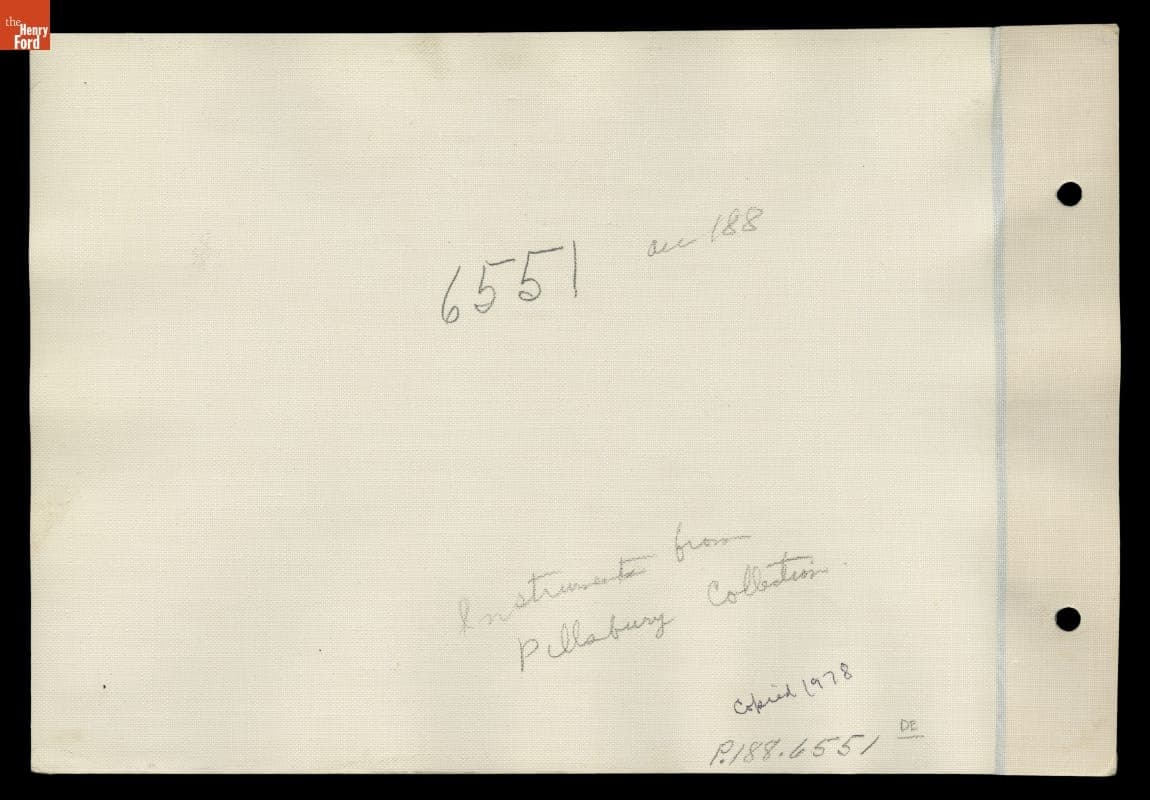 the
Henry
Ford
6551
acc 188
Instruments from
Pillsbury Collection
Copied 1978
P.188.6551 DE